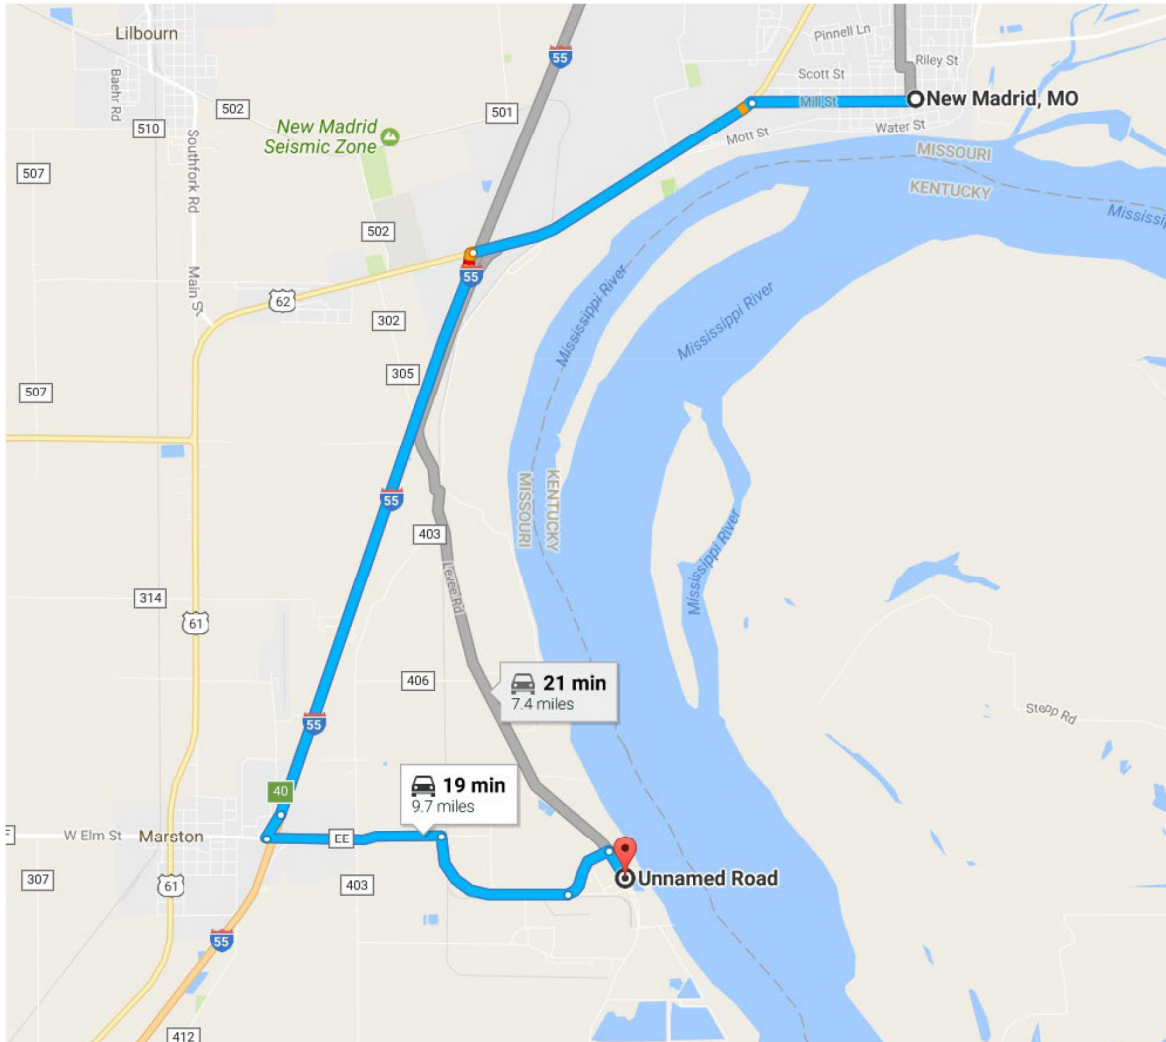 Lilbourn
55
Pinnell Ln
Riley St
Scott St
Baehr Rd
502
502
501
Mill St
New Madrid, MO
510
New Madrid
Seismic Zone
Mott St
Water St
Southfork Rd
MISSOURI
507
KENTUCKY
502
Main St
55
62
302
Mississippi River
Mississippi River
305
507
MISSOURI
KENTUCKY
55
403
Levee Rd
Mississippi River
314
61
406
21 min
7.4 miles
Stepp Rd
55
40
19 min
9.7 miles
W Elm St
Marston
EE
307
61
403
Unnamed Road
55
412